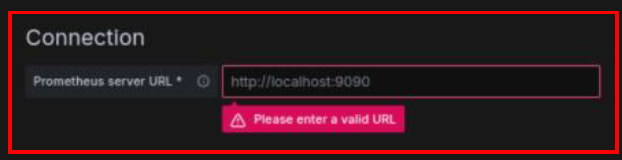 Connection
Prometheus server URL * http://localhost:9090
Please enter a valid URL